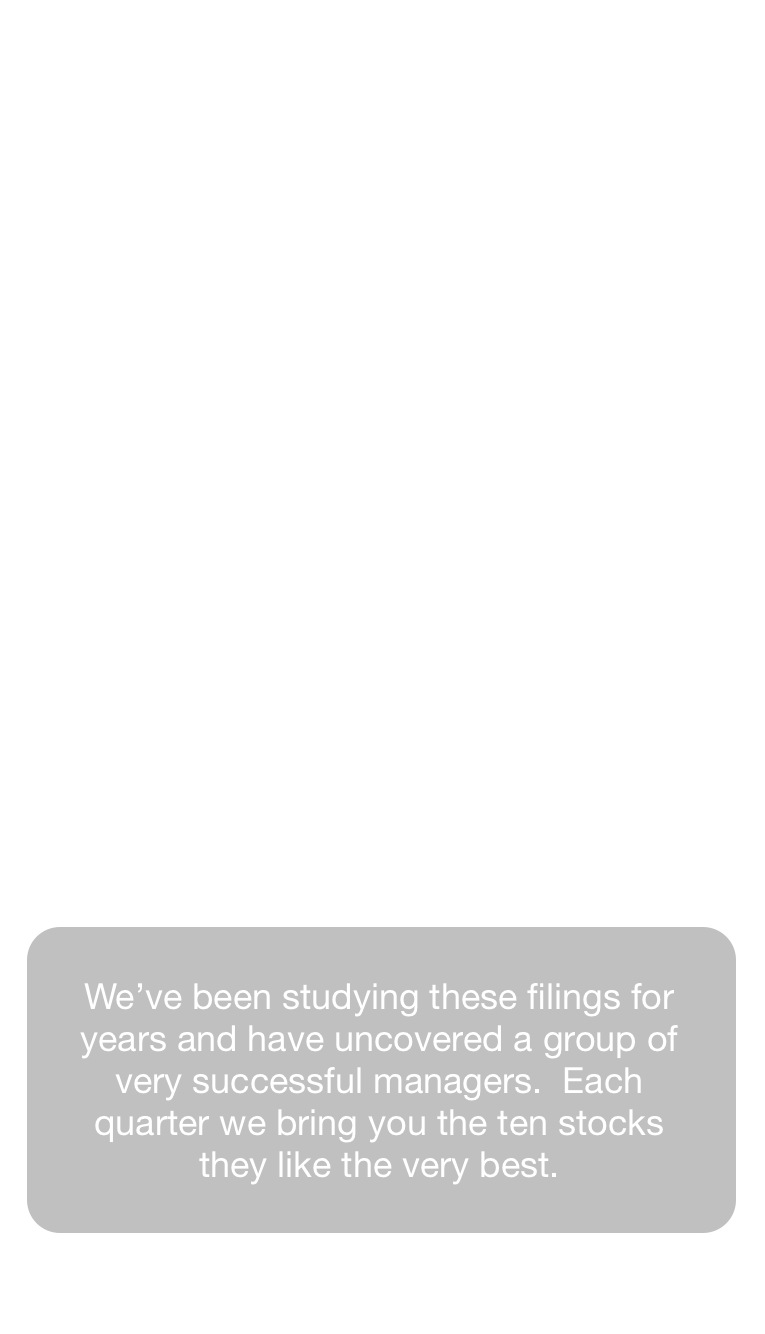 We’ve been studying these filings for
years and have uncovered a group of
very successful managers.  Each
quarter we bring you the ten stocks
they like the very best.